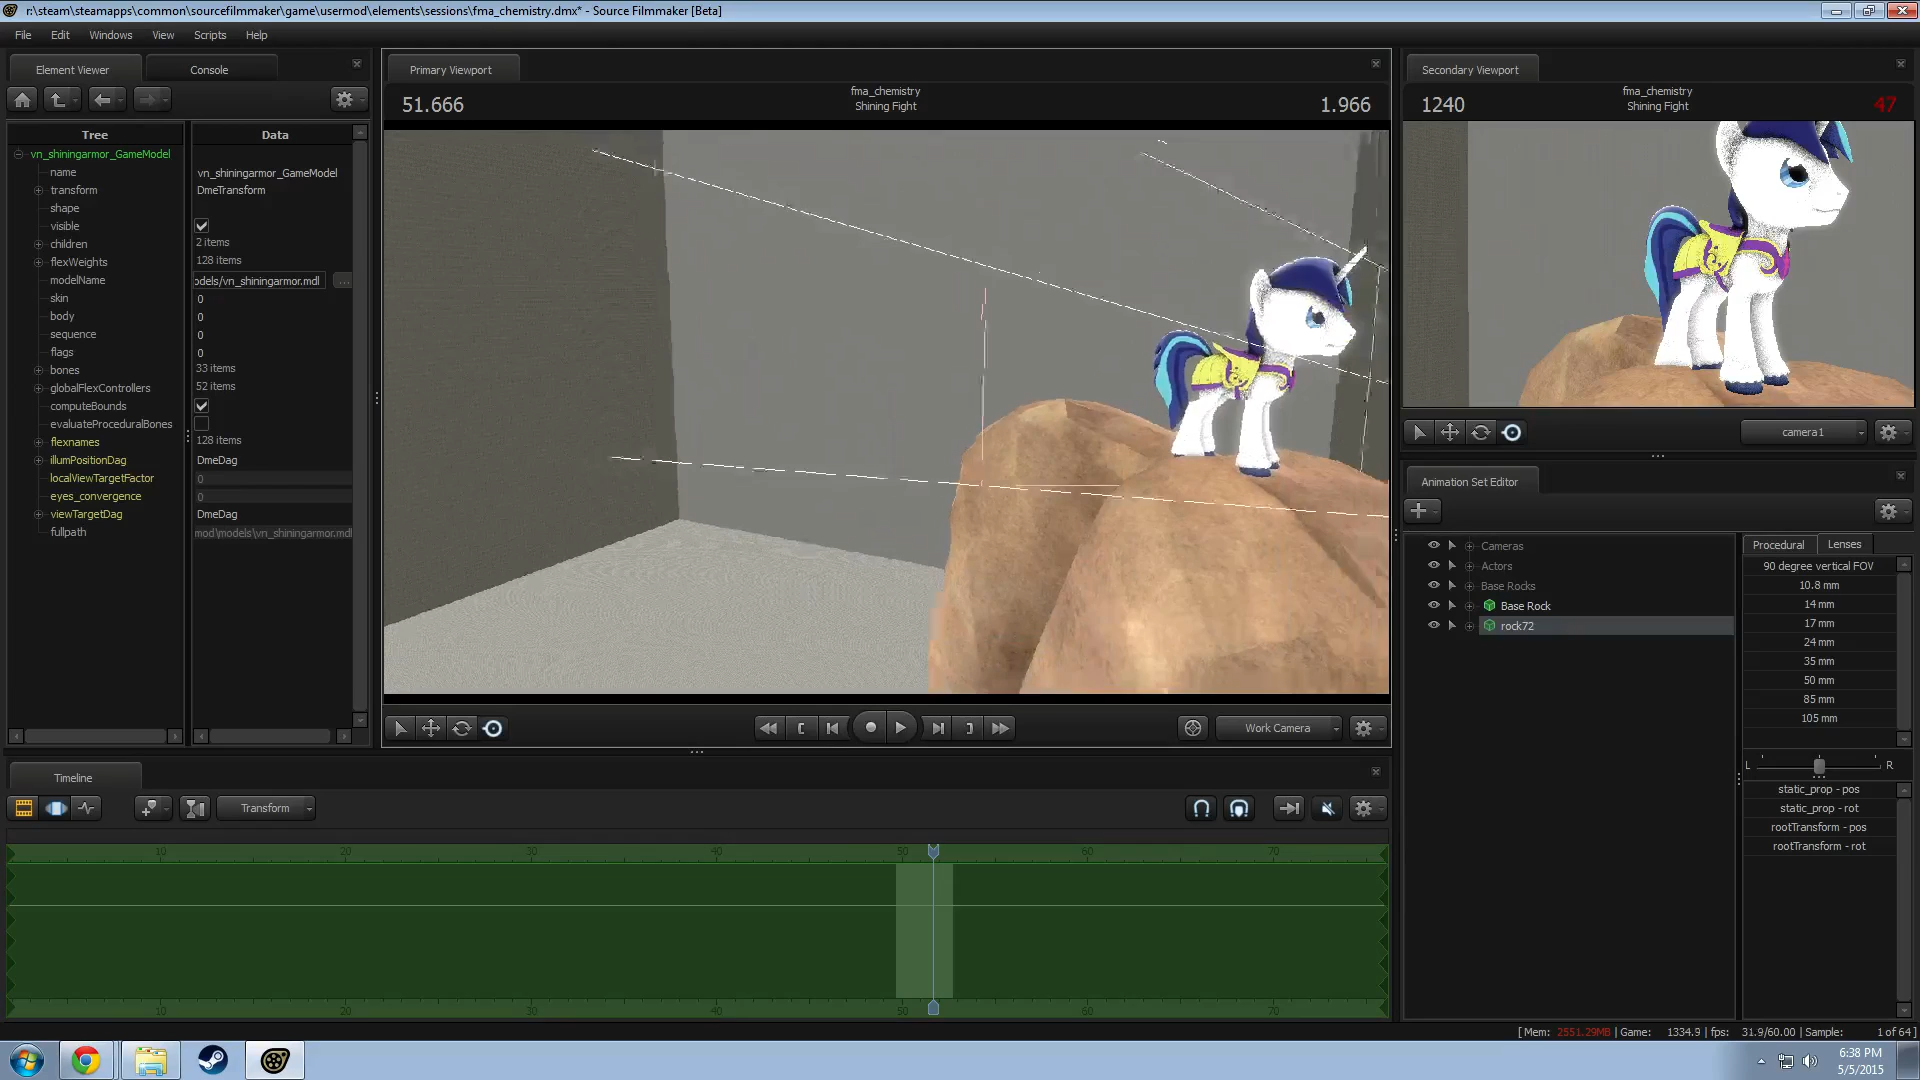 r:\steam\steamapps\common\sourcefilmmaker\game\usermod\elements\sessions\fma_chemistry.dmx* - Source Filmmaker [Beta]
File Edit Windows View Scripts Help
Element Viewer Console
Tree Data
vn_shiningarmor_GameModel
name vn_shiningarmor_GameModel
transform DmeTransform
shape
visible
children 2 items
flexWeights 128 items
modelName odels/vn_shiningarmor.mdl ...
skin 0
body 0
sequence 0
flags 0
bones 33 items
globalFlexControllers 52 items
computeBounds
evaluateProceduralBones
flexnames 128 items
illumPositionDag DmeDag
localViewTargetFactor 0
eyes_convergence 0
viewTargetDag DmeDag
fullpath mod\models\vn_shiningarmor.mdl
Primary Viewport
51.666
fma_chemistry
Shining Fight
1.966
Work Camera
Secondary Viewport
1240
fma_chemistry
Shining Fight
47
camera1
Animation Set Editor
Cameras
Actors
Base Rocks
Base Rock
rock72
Procedural Lenses
90 degree vertical FOV
10.8 mm
14 mm
17 mm
24 mm
35 mm
50 mm
85 mm
105 mm
L R
static_prop - pos
static_prop - rot
rootTransform - pos
rootTransform - rot
Timeline
Transform
10 20 30 40 50 60 70
10 20 30 40 50 60 70
[ Mem: 2551.29MB | Game: 1334.9 | fps: 31.9/60.00 | Sample: 1 of 64 ]
6:38 PM
5/5/2015